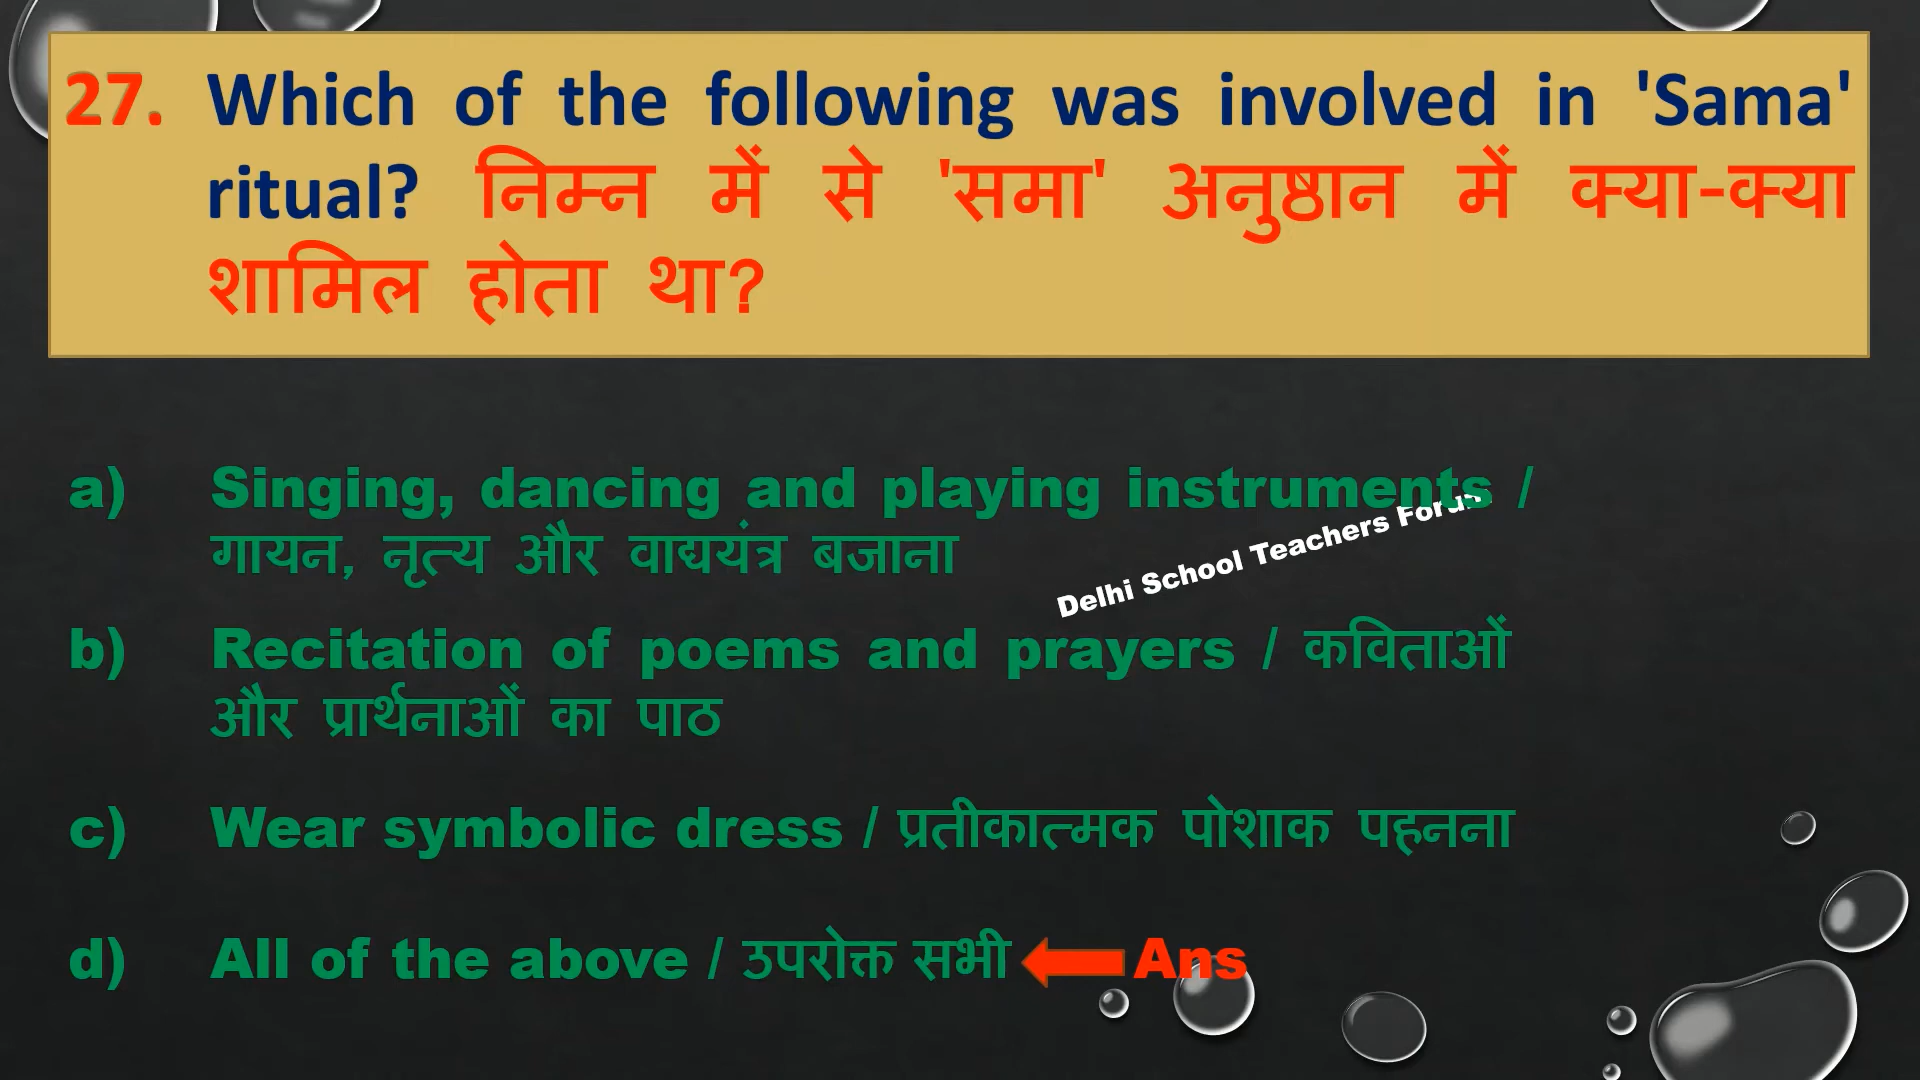 27. Which of the following was involved in 'Sama'
ritual? निम्न में से 'समा' अनुष्ठान में क्या-क्या
शामिल होता था?
a) Singing, dancing and playing instruments /
गायन, नृत्य और वाद्ययंत्र बजाना
Delhi School Teachers Forum
b) Recitation of poems and prayers / कविताओं
और प्रार्थनाओं का पाठ
c) Wear symbolic dress / प्रतीकात्मक पोशाक पहनना
d) All of the above / उपरोक्त सभी Ans